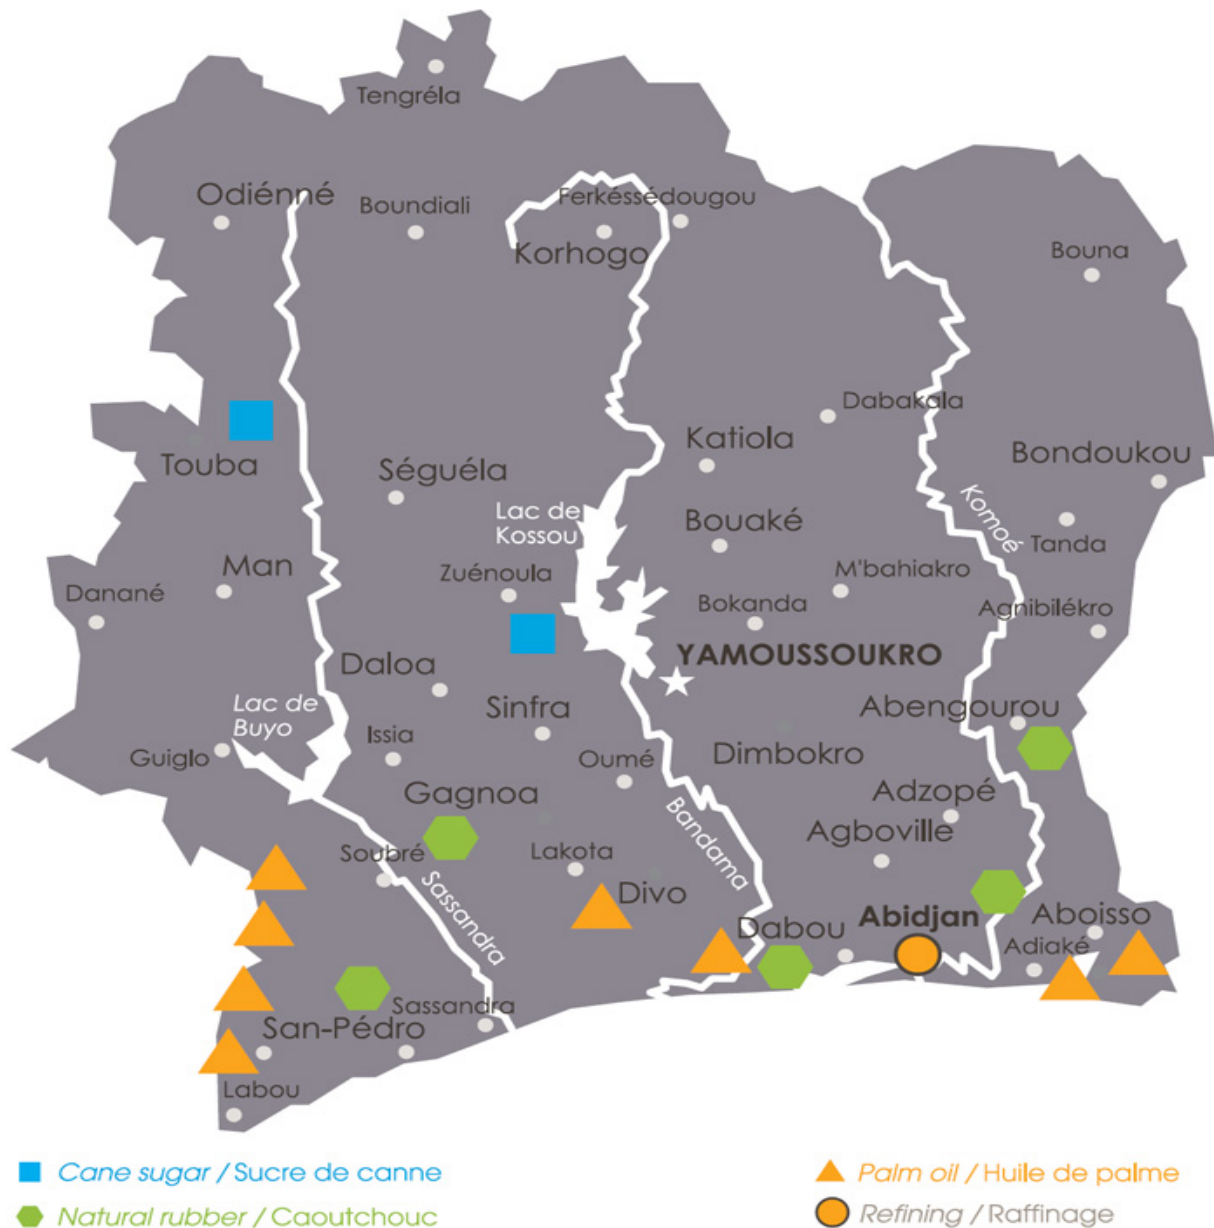 Tengréla
Odiénné
Boundiali
Ferkéssédougou
Korhogo
Bouna
Dabakala
Katiola
Bondoukou
Touba
Séguéla
Lac de
Kossou
Komoé
Bouaké
Tanda
Man
Zuénoula
M'bahiakro
Danané
Bokanda
Agnibilékro
YAMOUSSOUKRO
Daloa
Lac de
Buyo
Sinfra
Abengourou
Issia
Guiglo
Oumé
Dimbokro
Gagnoa
Adzopé
Bandama
Agboville
Soubré
Lakota
Sassandra
Divo
Dabou
Abidjan
Aboisso
Adiaké
Sassandra
San-Pédro
Labou
Cane sugar / Sucre de canne
Palm oil / Huile de palme
Natural rubber / Caoutchouc
Refining / Raffinage